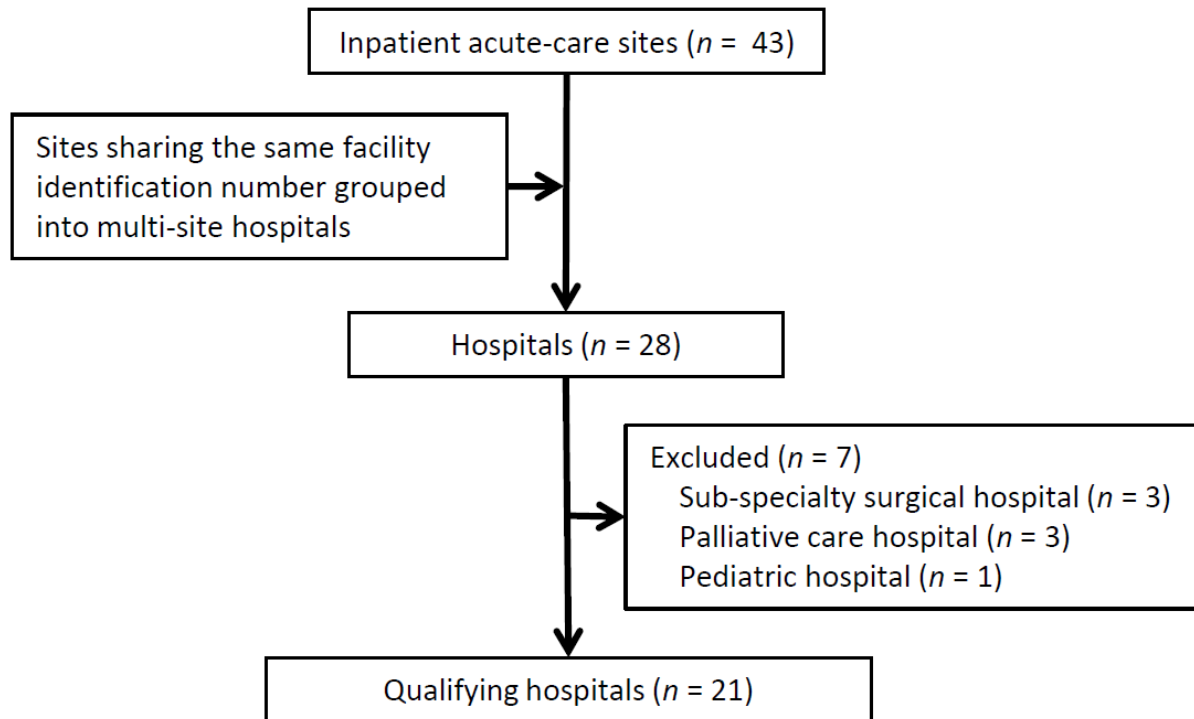 Inpatient acute-care sites (n = 43)
Sites sharing the same facility
identification number grouped
into multi-site hospitals
Hospitals (n = 28)
Excluded (n = 7)
Sub-specialty surgical hospital (n = 3)
Palliative care hospital (n = 3)
Pediatric hospital (n = 1)
Qualifying hospitals (n = 21)